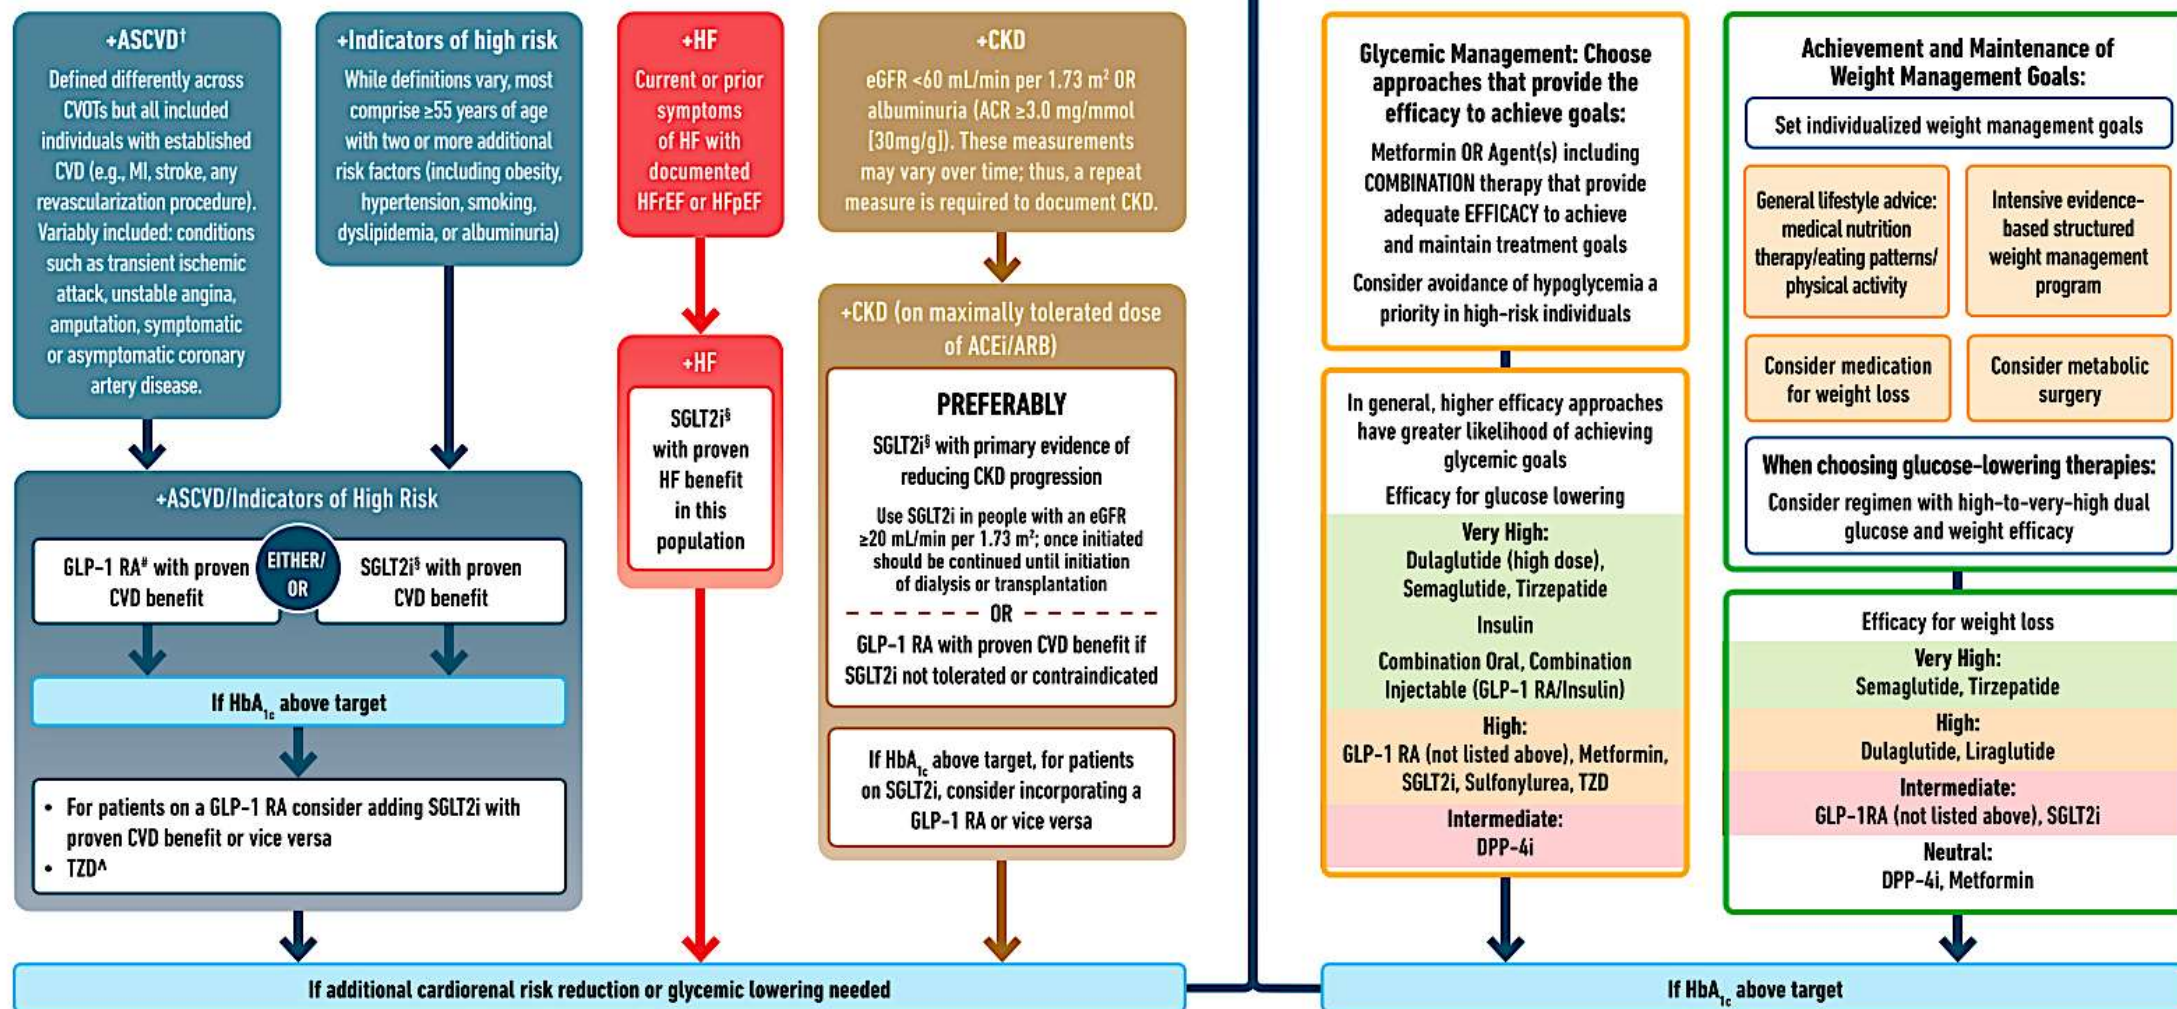 +ASCVD†
Defined differently across
CVOTs but all included
individuals with established
CVD (e.g., MI, stroke, any
revascularization procedure).
Variably included: conditions
such as transient ischemic
attack, unstable angina,
amputation, symptomatic
or asymptomatic coronary
artery disease.
+Indicators of high risk
While definitions vary, most
comprise ≥55 years of age
with two or more additional
risk factors (including obesity,
hypertension, smoking,
dyslipidemia, or albuminuria)
+ASCVD/Indicators of High Risk
GLP-1 RA# with proven
CVD benefit
EITHER/
OR
SGLT2i§ with proven
CVD benefit
If HbA1c above target
• For patients on a GLP-1 RA consider adding SGLT2i with
proven CVD benefit or vice versa
• TZD^
+HF
Current or prior
symptoms
of HF with
documented
HFrEF or HFpEF
+HF
SGLT2i§
with proven
HF benefit
in this
population
+CKD
eGFR <60 mL/min per 1.73 m² OR
albuminuria (ACR ≥3.0 mg/mmol
[30mg/g]). These measurements
may vary over time; thus, a repeat
measure is required to document CKD.
+CKD (on maximally tolerated dose
of ACEi/ARB)
PREFERABLY
SGLT2i§ with primary evidence of
reducing CKD progression
Use SGLT2i in people with an eGFR
≥20 mL/min per 1.73 m²; once initiated
should be continued until initiation
of dialysis or transplantation
OR
GLP-1 RA with proven CVD benefit if
SGLT2i not tolerated or contraindicated
If HbA1c above target, for patients
on SGLT2i, consider incorporating a
GLP-1 RA or vice versa
If additional cardiorenal risk reduction or glycemic lowering needed
Glycemic Management: Choose
approaches that provide the
efficacy to achieve goals:
Metformin OR Agent(s) including
COMBINATION therapy that provide
adequate EFFICACY to achieve
and maintain treatment goals
Consider avoidance of hypoglycemia a
priority in high-risk individuals
In general, higher efficacy approaches
have greater likelihood of achieving
glycemic goals
Efficacy for glucose lowering
Very High:
Dulaglutide (high dose),
Semaglutide, Tirzepatide
Insulin
Combination Oral, Combination
Injectable (GLP-1 RA/Insulin)
High:
GLP-1 RA (not listed above), Metformin,
SGLT2i, Sulfonylurea, TZD
Intermediate:
DPP-4i
Achievement and Maintenance of
Weight Management Goals:
Set individualized weight management goals
General lifestyle advice:
medical nutrition
therapy/eating patterns/
physical activity
Intensive evidence-
based structured
weight management
program
Consider medication
for weight loss
Consider metabolic
surgery
When choosing glucose-lowering therapies:
Consider regimen with high-to-very-high dual
glucose and weight efficacy
Efficacy for weight loss
Very High:
Semaglutide, Tirzepatide
High:
Dulaglutide, Liraglutide
Intermediate:
GLP-1RA (not listed above), SGLT2i
Neutral:
DPP-4i, Metformin
If HbA1c above target